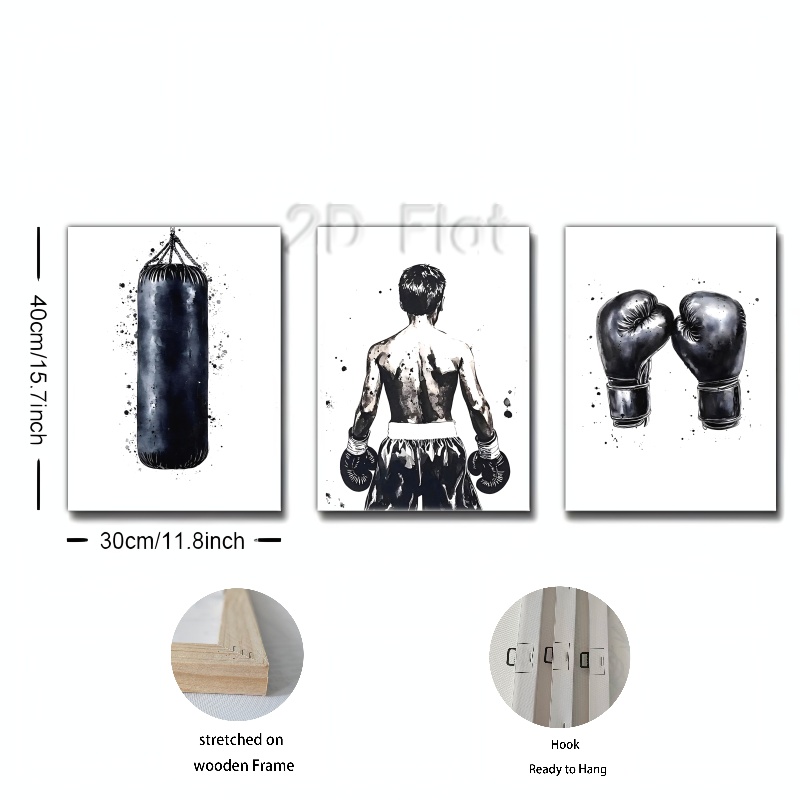 2D Flat
40cm/15.7inch
30cm/11.8inch
stretched on
wooden Frame
Hook
Ready to Hang